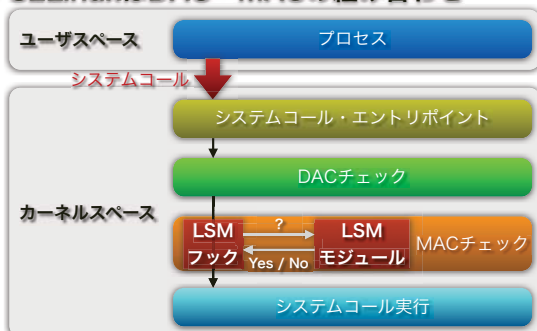 ユーザスペース
プロセス
システムコール
システムコール・エントリポイント
DACチェック
カーネルスペース
LSM
フック
?
Yes / No
LSM
モジュール
MACチェック
システムコール実行